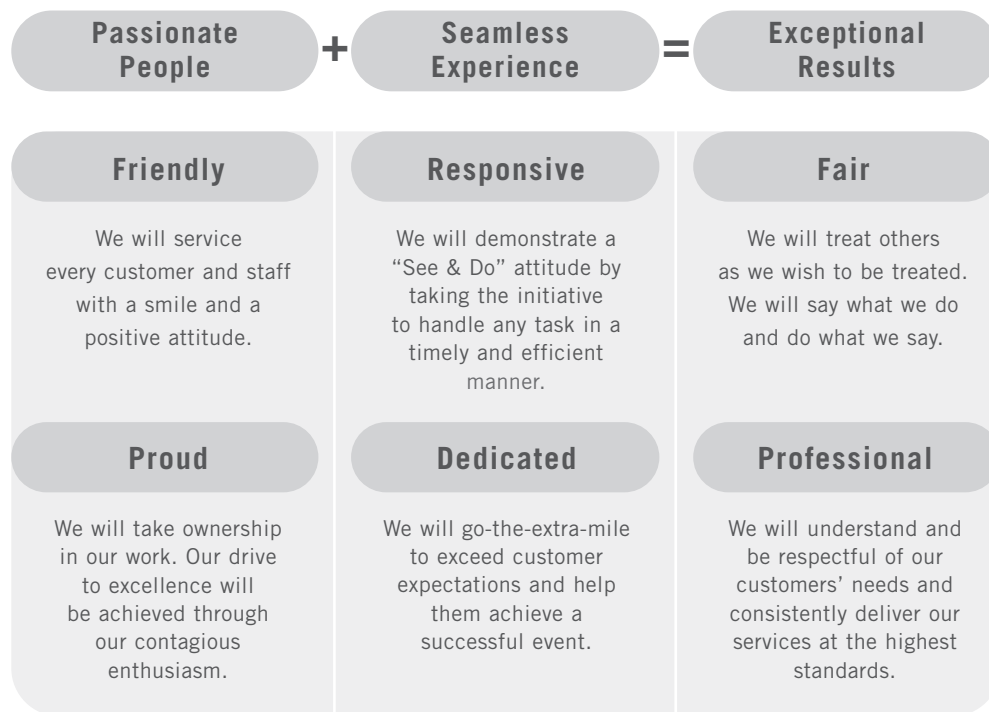 Passionate
People
+
Seamless
Experience
=
Exceptional
Results
Friendly
We will service
every customer and staff
with a smile and a
positive attitude.
Responsive
We will demonstrate a
“See & Do” attitude by
taking the initiative
to handle any task in a
timely and efficient
manner.
Fair
We will treat others
as we wish to be treated.
We will say what we do
and do what we say.
Proud
We will take ownership
in our work. Our drive
to excellence will
be achieved through
our contagious
enthusiasm.
Dedicated
We will go-the-extra-mile
to exceed customer
expectations and help
them achieve a
successful event.
Professional
We will understand and
be respectful of our
customers’ needs and
consistently deliver our
services at the highest
standards.